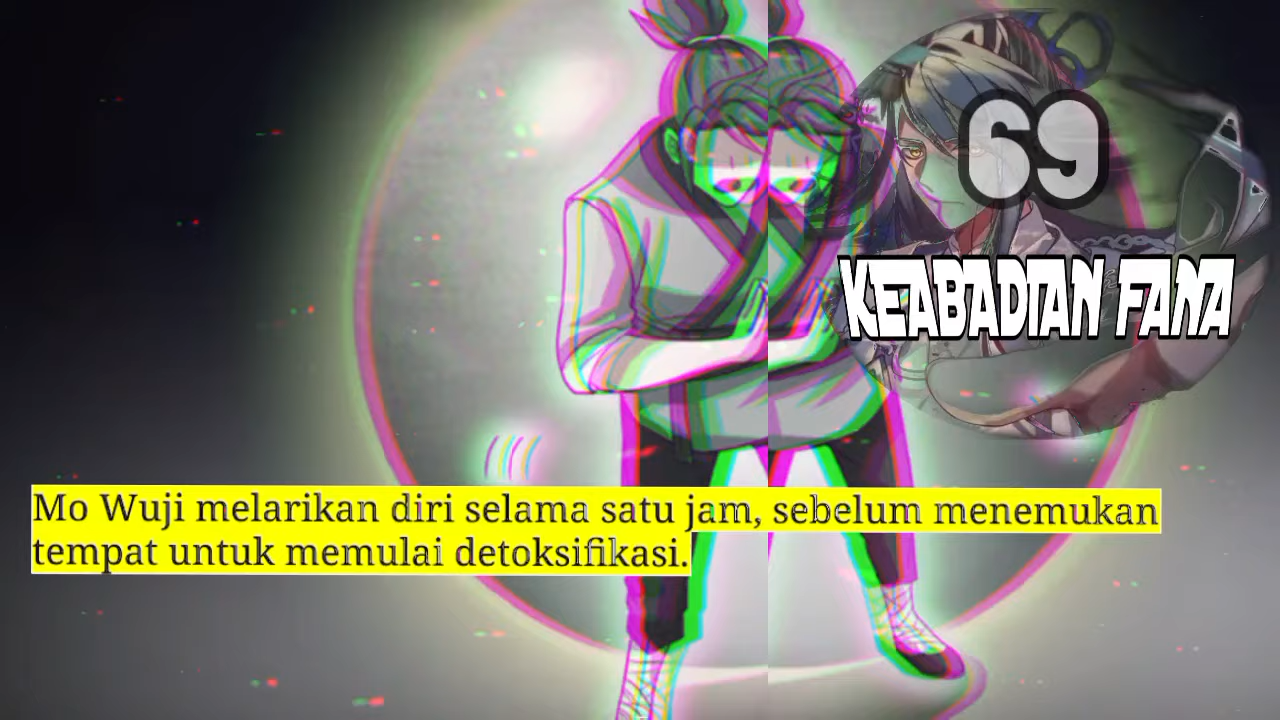 69
KEABADIAN FANA
Mo Wuji melarikan diri selama satu jam, sebelum menemukan
tempat untuk memulai detoksifikasi.